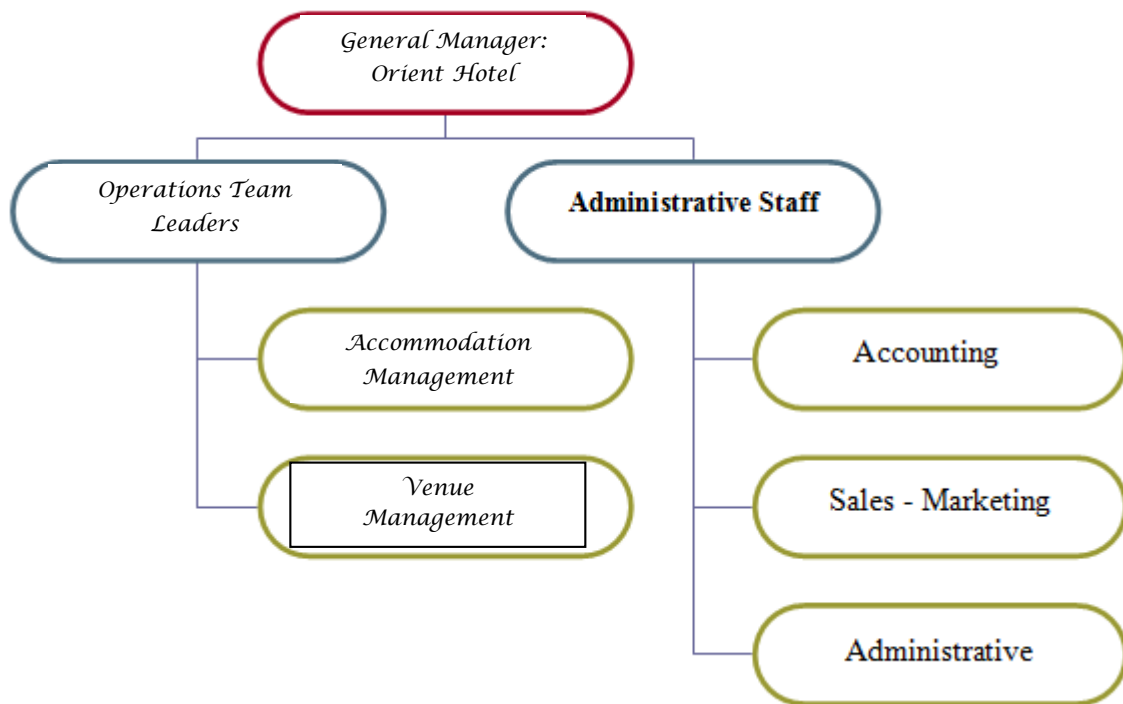 General Manager:
Orient Hotel
Operations Team
Leaders
Administrative Staff
Accommodation
Management
Accounting
Venue
Management
Sales - Marketing
Administrative